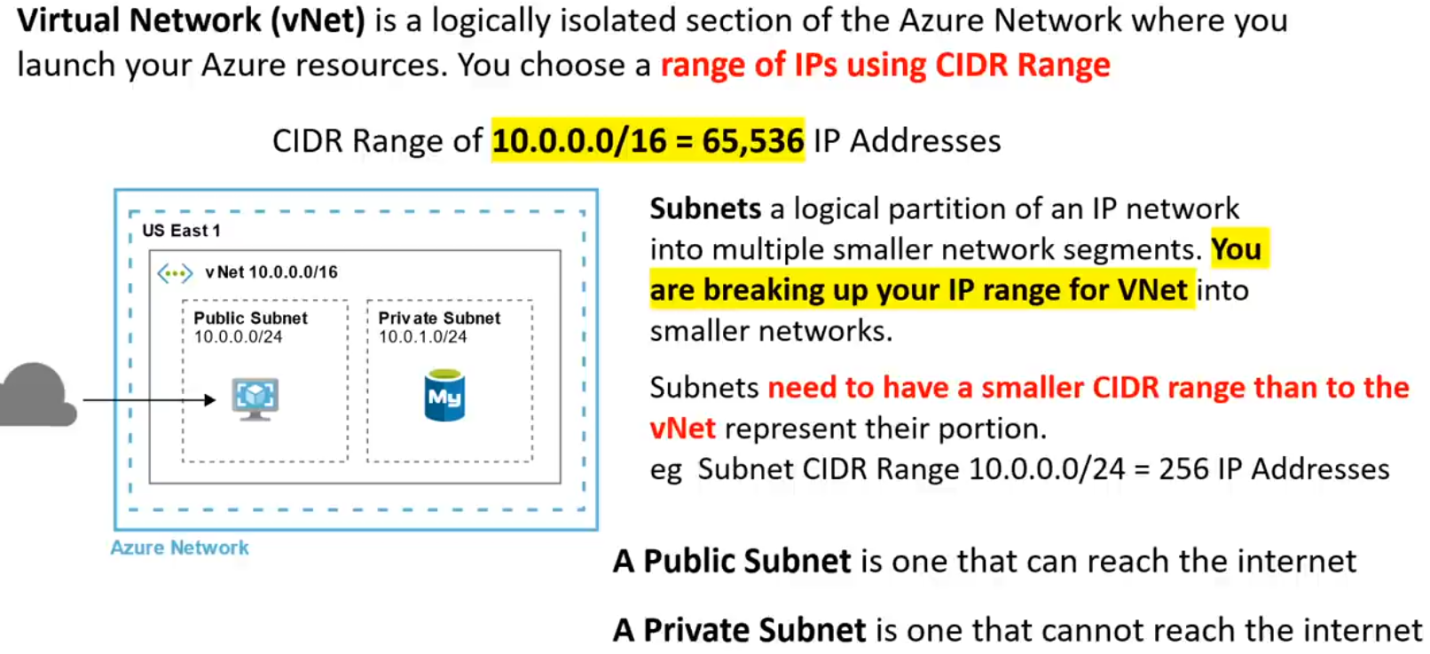 Virtual Network (vNet) is a logically isolated section of the Azure Network where you
launch your Azure resources. You choose a range of IPs using CIDR Range
CIDR Range of 10.0.0.0/16 = 65,536 IP Addresses
US East 1
vNet 10.0.0.0/16
Public Subnet
10.0.0.0/24
Private Subnet
10.0.1.0/24
My
Azure Network
Subnets a logical partition of an IP network
into multiple smaller network segments. You
are breaking up your IP range for VNet into
smaller networks.
Subnets need to have a smaller CIDR range than to the
vNet represent their portion.
eg Subnet CIDR Range 10.0.0.0/24 = 256 IP Addresses
A Public Subnet is one that can reach the internet
A Private Subnet is one that cannot reach the internet